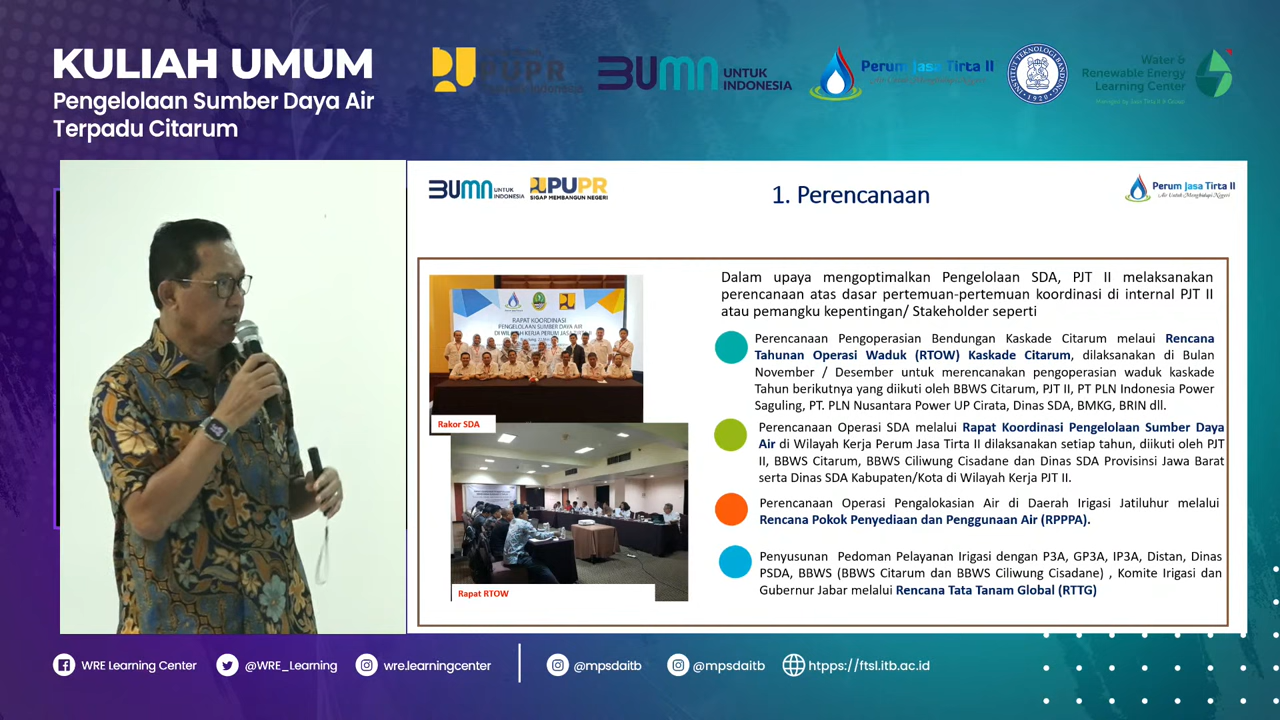 KULIAH UMUM
Pengelolaan Sumber Daya Air
Terpadu Citarum
PUPR
BUMN
UNTUK
INDONESIA
Perum Jasa Tirta II
INSTITUT TEKNOLOGI BANDUNG
1920
Water &
Renewable Energy
Learning Center
BUMN UNTUK
INDONESIA
PUPR
SIGAP MEMBANGUN NEGERI
1. Perencanaan
Perum Jasa Tirta II
Air Untuk Menghidupi Negeri
RAPAT KOORDINASI
PENGELOLAAN SUMBER DAYA AIR
Rakor SDA
Rapat RTOW
Dalam upaya mengoptimalkan Pengelolaan SDA, PJT II melaksanakan
perencanaan atas dasar pertemuan-pertemuan koordinasi di internal PJT II
atau pemangku kepentingan/ Stakeholder seperti
Perencanaan Pengoperasian Bendungan Kaskade Citarum melaui Rencana
Tahunan Operasi Waduk (RTOW) Kaskade Citarum, dilaksanakan di Bulan
November / Desember untuk merencanakan pengoperasian waduk kaskade
Tahun berikutnya yang diikuti oleh BBWS Citarum, PJT II, PT PLN Indonesia Power
Saguling, PT. PLN Nusantara Power UP Cirata, Dinas SDA, BMKG, BRIN dll.
Perencanaan Operasi SDA melalui Rapat Koordinasi Pengelolaan Sumber Daya
Air di Wilayah Kerja Perum Jasa Tirta II dilaksanakan setiap tahun, diikuti oleh PJT
II, BBWS Citarum, BBWS Ciliwung Cisadane dan Dinas SDA Provisinsi Jawa Barat
serta Dinas SDA Kabupaten/Kota di Wilayah Kerja PJT II.
Perencanaan Operasi Pengalokasian Air di Daerah Irigasi Jatiluhur melalui
Rencana Pokok Penyediaan dan Penggunaan Air (RPPPA).
Penyusunan Pedoman Pelayanan Irigasi dengan P3A, GP3A, IP3A, Distan, Dinas
PSDA, BBWS (BBWS Citarum dan BBWS Ciliwung Cisadane) , Komite Irigasi dan
Gubernur Jabar melalui Rencana Tata Tanam Global (RTTG)
WRE Learning Center
@WRE_Learning
wre.learningcenter
@mpsdaitb
@mpsdaitb
htpps://ftsl.itb.ac.id